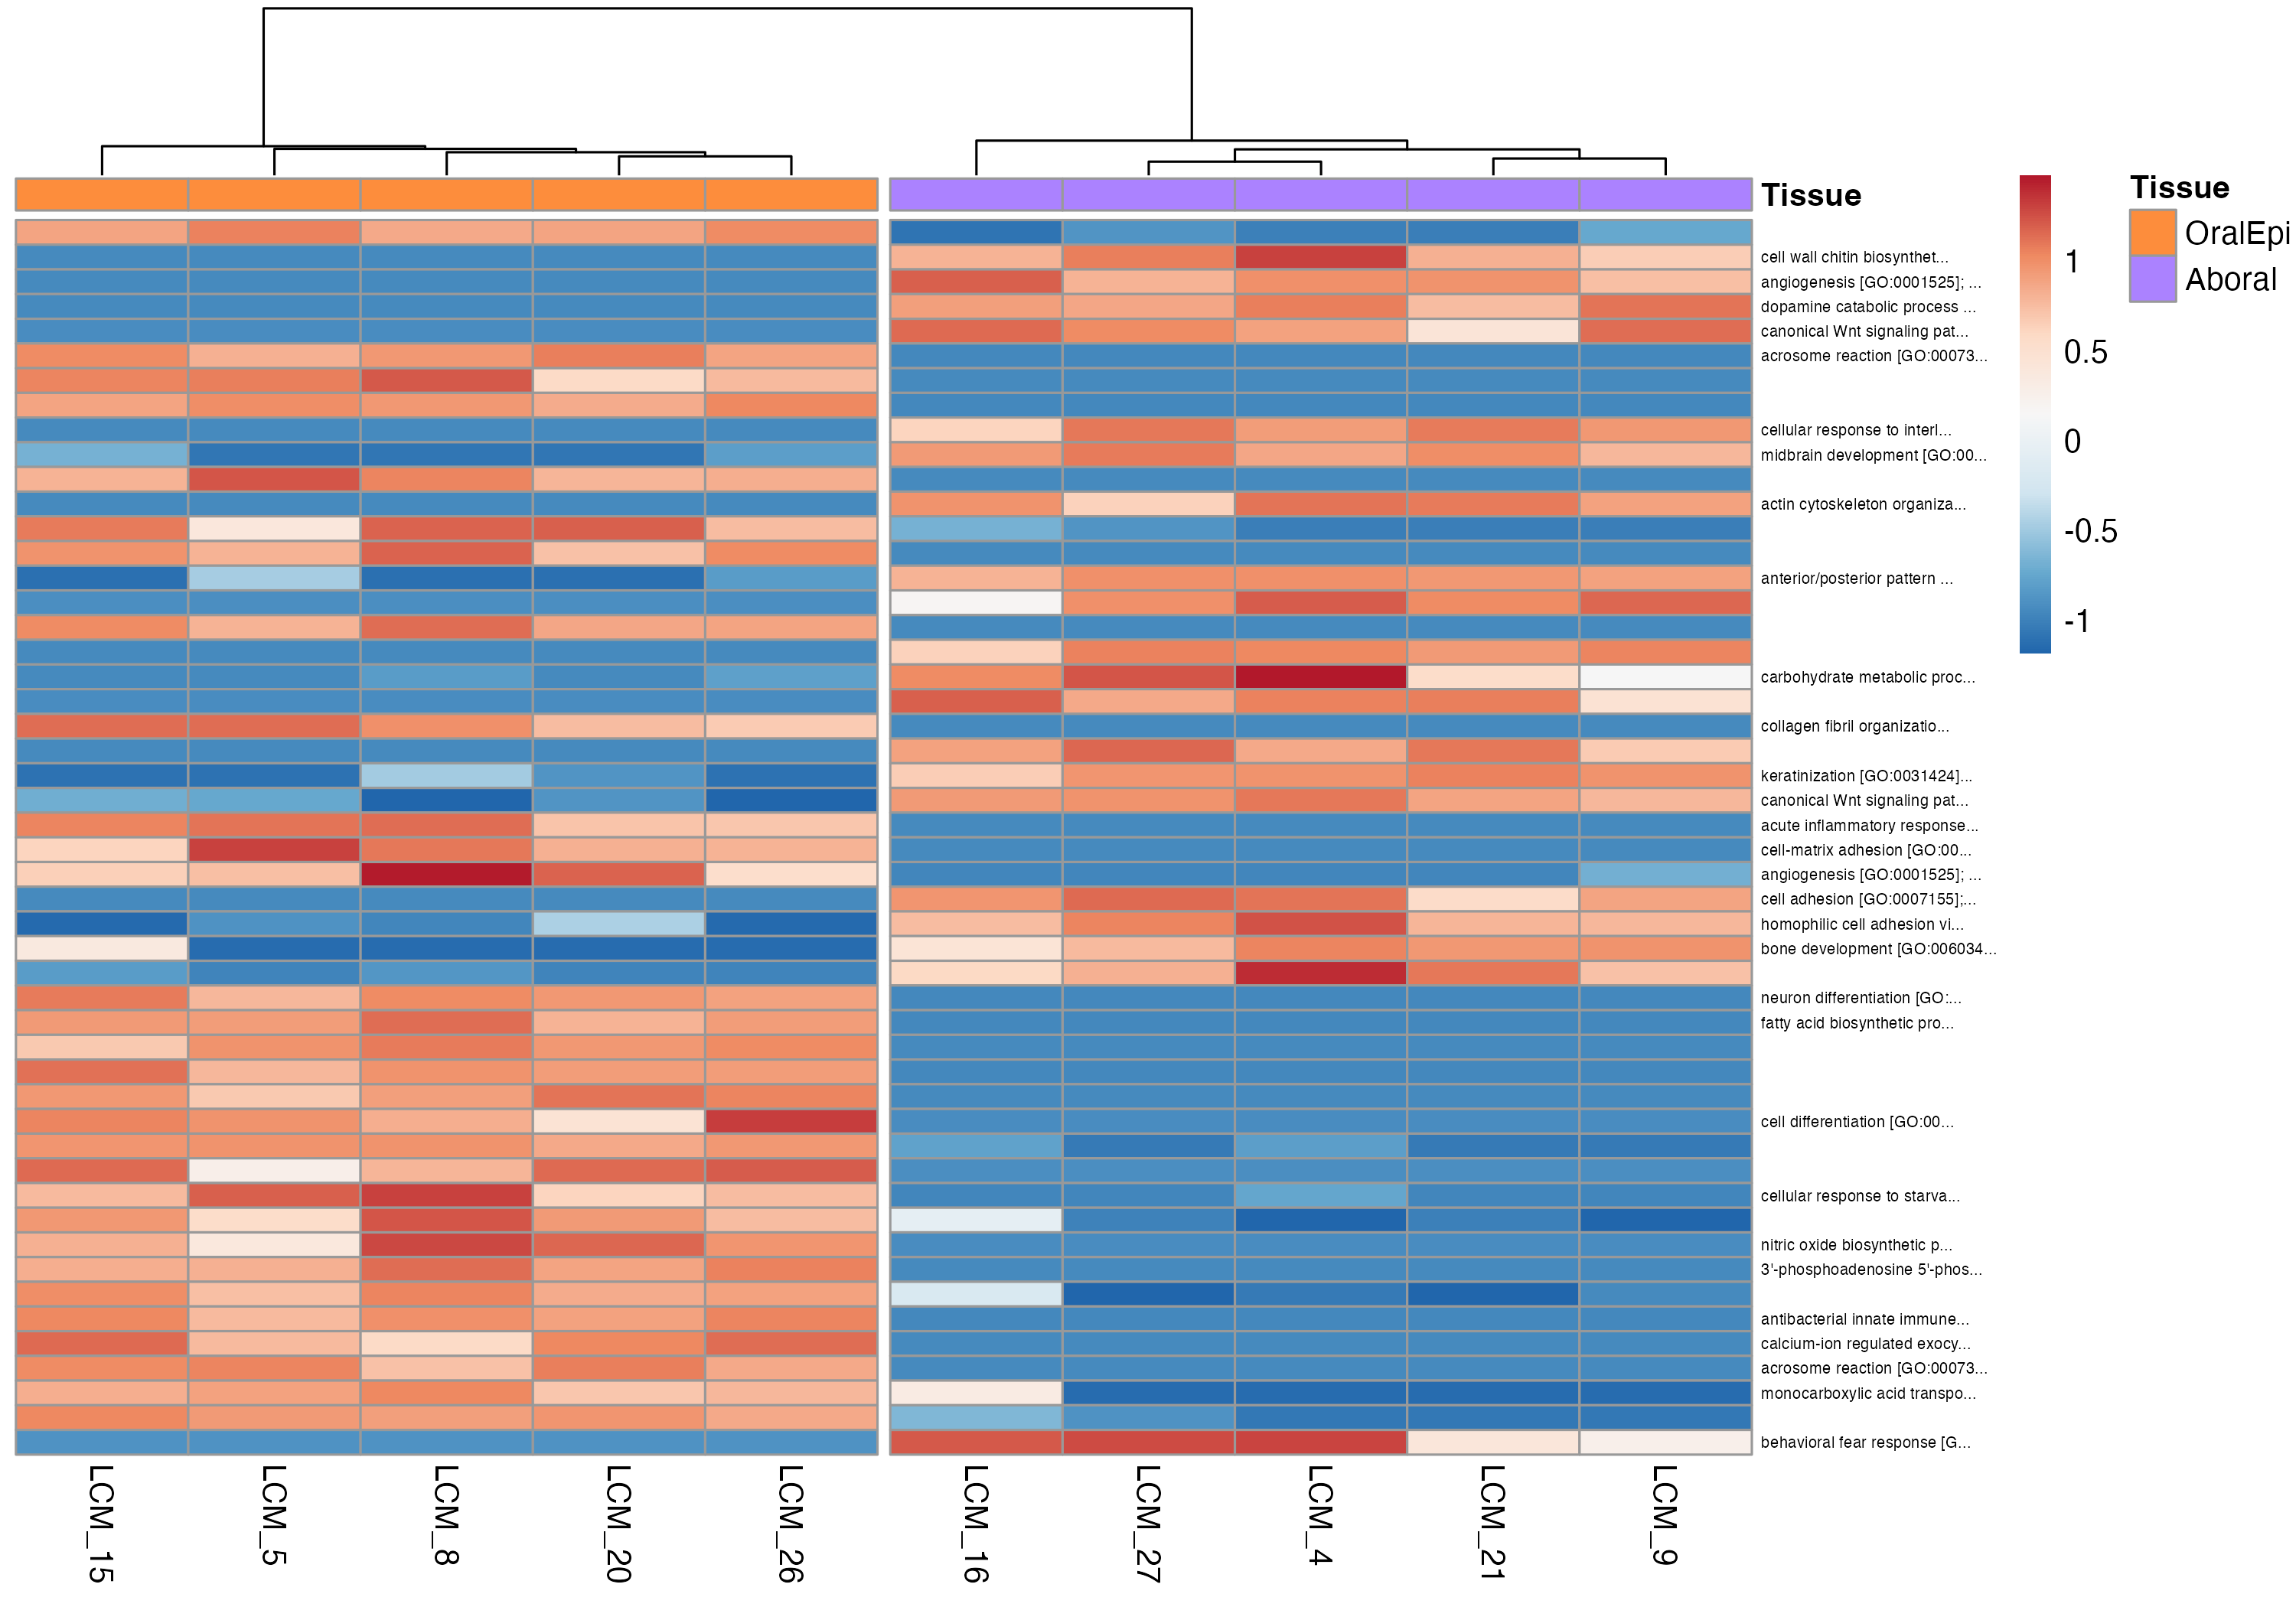 Tissue
cell wall chitin biosynthet...
angiogenesis [GO:0001525]; ...
dopamine catabolic process ...
canonical Wnt signaling pat...
acrosome reaction [GO:00073...
cellular response to interl...
midbrain development [GO:00...
actin cytoskeleton organiza...
anterior/posterior pattern ...
carbohydrate metabolic proc...
collagen fibril organizatio...
keratinization [GO:0031424]...
canonical Wnt signaling pat...
acute inflammatory response...
cell-matrix adhesion [GO:00...
angiogenesis [GO:0001525]; ...
cell adhesion [GO:0007155];...
homophilic cell adhesion vi...
bone development [GO:006034...
neuron differentiation [GO:...
fatty acid biosynthetic pro...
cell differentiation [GO:00...
cellular response to starva...
nitric oxide biosynthetic p...
3'-phosphoadenosine 5'-phos...
antibacterial innate immune...
calcium-ion regulated exocy...
acrosome reaction [GO:00073...
monocarboxylic acid transpo...
behavioral fear response [G...
1
0.5
0
-0.5
-1
Tissue
OralEpi
Aboral
LCM_15
LCM_5
LCM_8
LCM_20
LCM_26
LCM_16
LCM_27
LCM_4
LCM_21
LCM_9